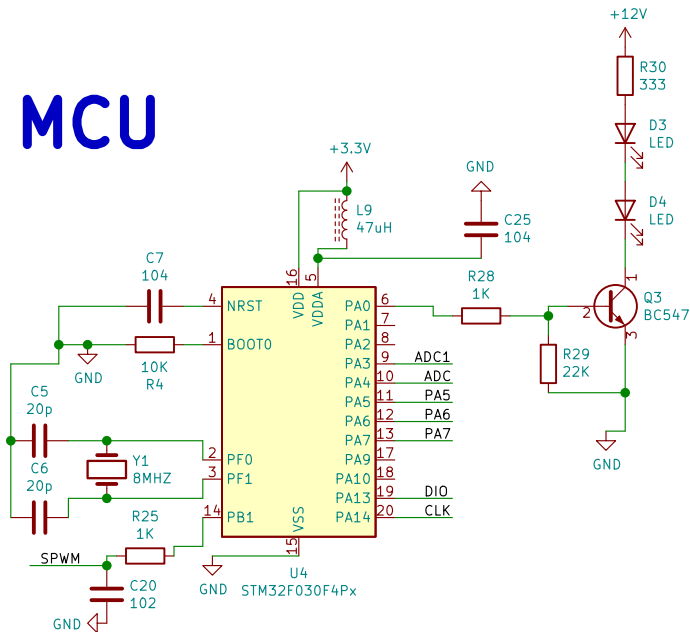 +12V
R30
333
MCU
D3
LED
+3.3V
GND
D4
LED
L9
47uH
C25
104
C7
104
16
5
R28
1K
1
Q3
BC547
2
3
4
NRST
VDD
VDDA
PA0
6
PA1
7
1
BOOT0
PA2
8
GND
10K
R4
PA3
9
ADC1
R29
22K
PA4
10
ADC
C5
20p
PA5
11
PA5
PA6
12
PA6
PA7
13
PA7
2
PF0
PA9
17
GND
C6
20p
Y1
8MHZ
3
PF1
PA10
18
PA13
19
DIO
R25
1K
14
PB1
VSS
PA14
20
CLK
SPWM
15
C20
102
GND
U4
STM32F030F4Px
GND